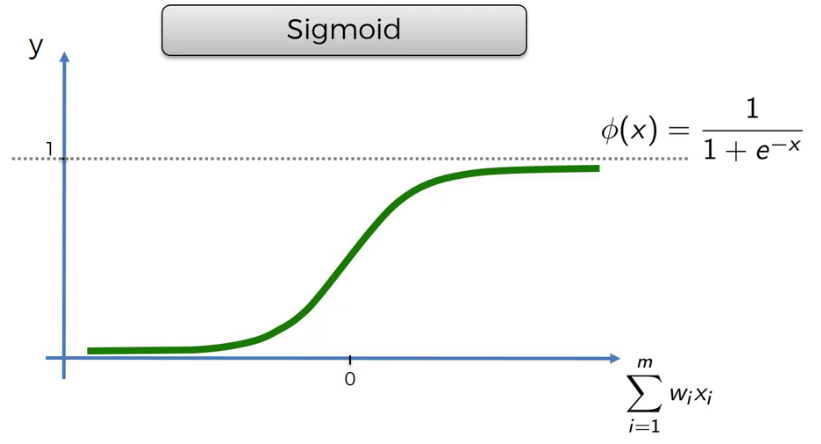 Sigmoid
y
1
ϕ(x) = 1 / (1 + e^{-x})
0
∑_{i=1}^{m} w_i x_i